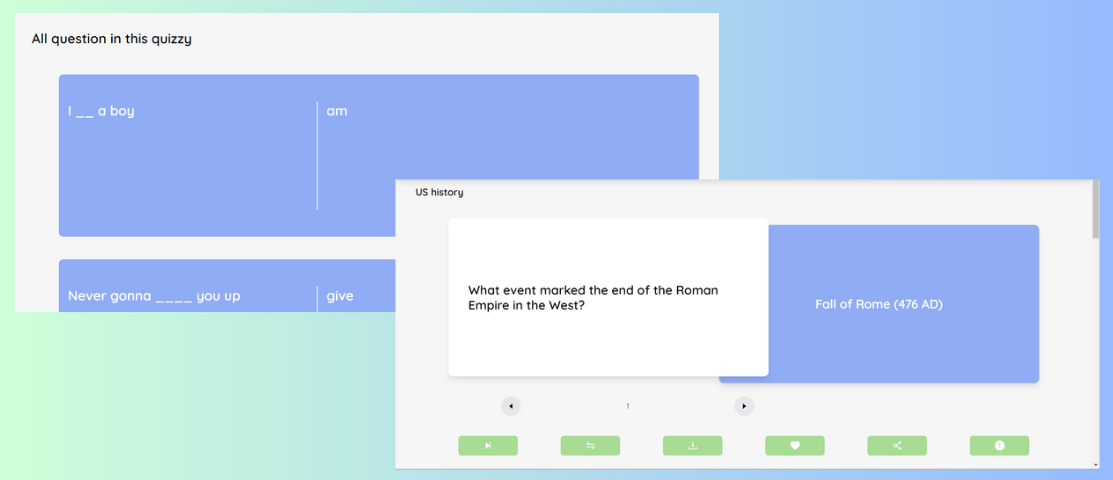 All question in this quizzy
I __ a boy
am
Never gonna ____ you up
give
US history
What event marked the end of the Roman
Empire in the West?
Fall of Rome (476 AD)
1